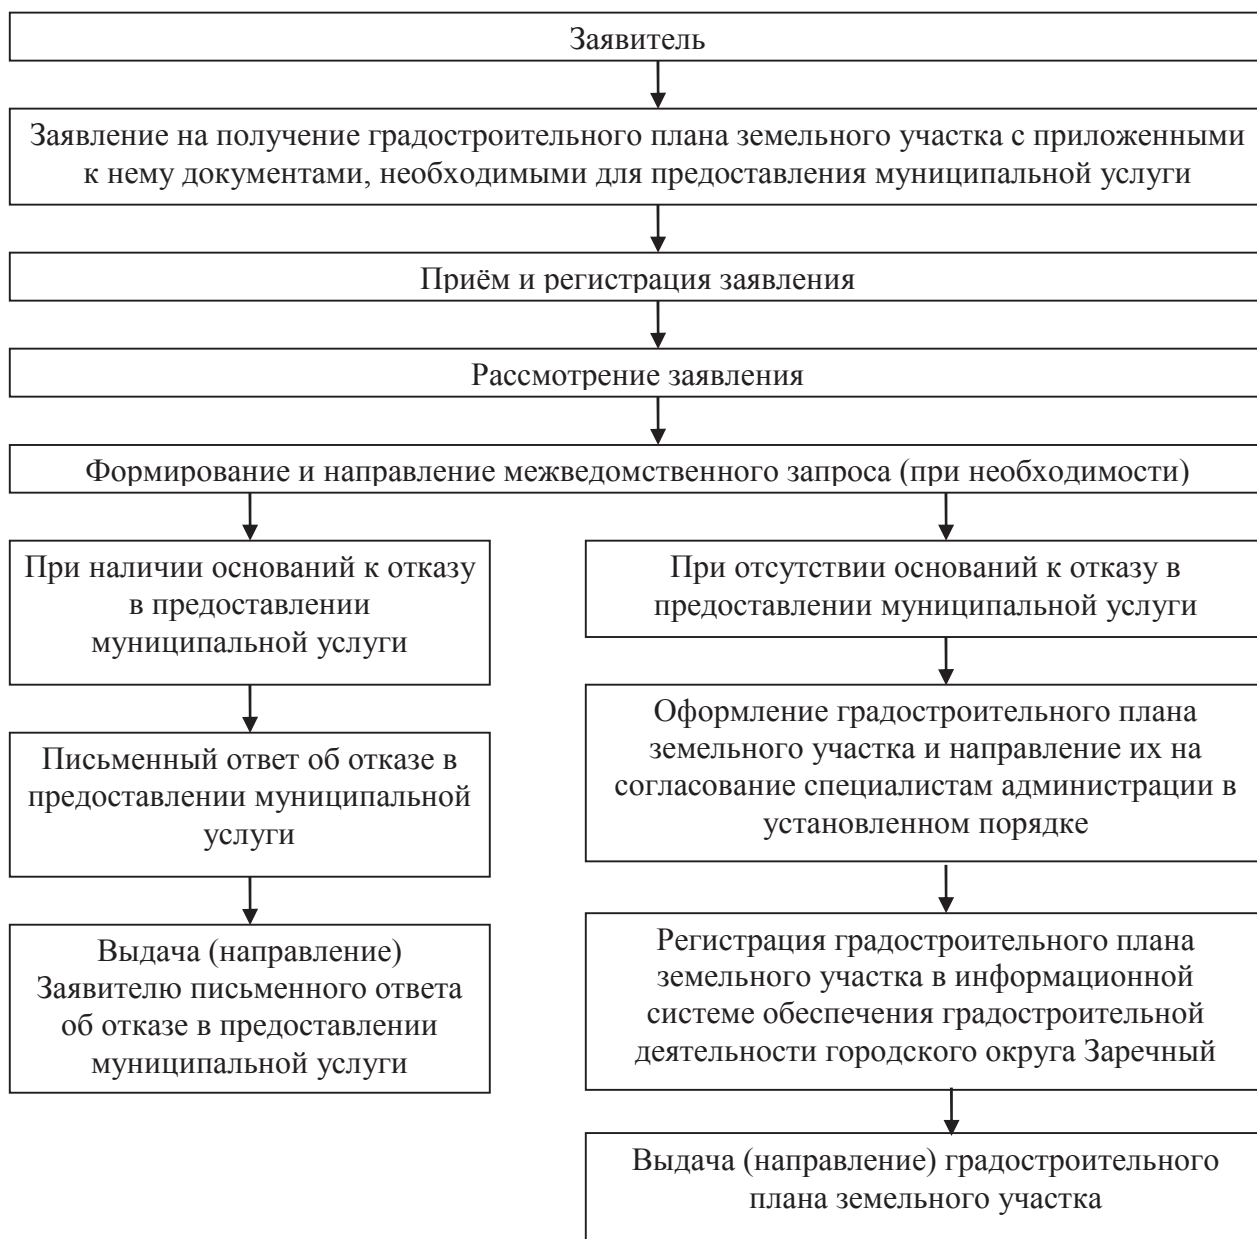 Заявитель
Заявление на получение градостроительного плана земельного участка с приложенными
к нему документами, необходимыми для предоставления муниципальной услуги
Приём и регистрация заявления
Рассмотрение заявления
Формирование и направление межведомственного запроса (при необходимости)
При наличии оснований к отказу
в предоставлении
муниципальной услуги
Письменный ответ об отказе в
предоставлении муниципальной
услуги
Выдача (направление)
Заявителю письменного ответа
об отказе в предоставлении
муниципальной услуги
При отсутствии оснований к отказу в
предоставлении муниципальной услуги
Оформление градостроительного плана
земельного участка и направление их на
согласование специалистам администрации в
установленном порядке
Регистрация градостроительного плана
земельного участка в информационной
системе обеспечения градостроительной
деятельности городского округа Заречный
Выдача (направление) градостроительного
плана земельного участка